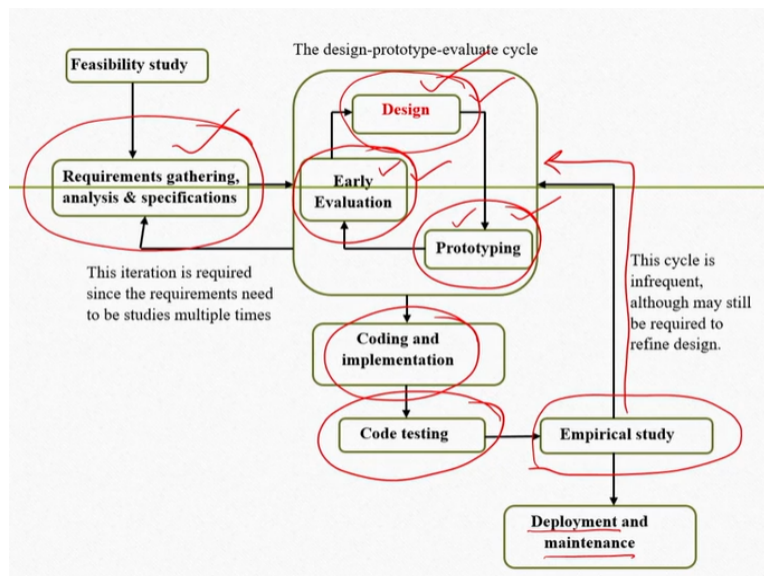 The design-prototype-evaluate cycle
Feasibility study
Design
Requirements gathering,
analysis & specifications
Early
Evaluation
Prototyping
This iteration is required
since the requirements need
to be studies multiple times
This cycle is
infrequent,
although may still
be required to
refine design.
Coding and
implementation
Code testing
Empirical study
Deployment and
maintenance